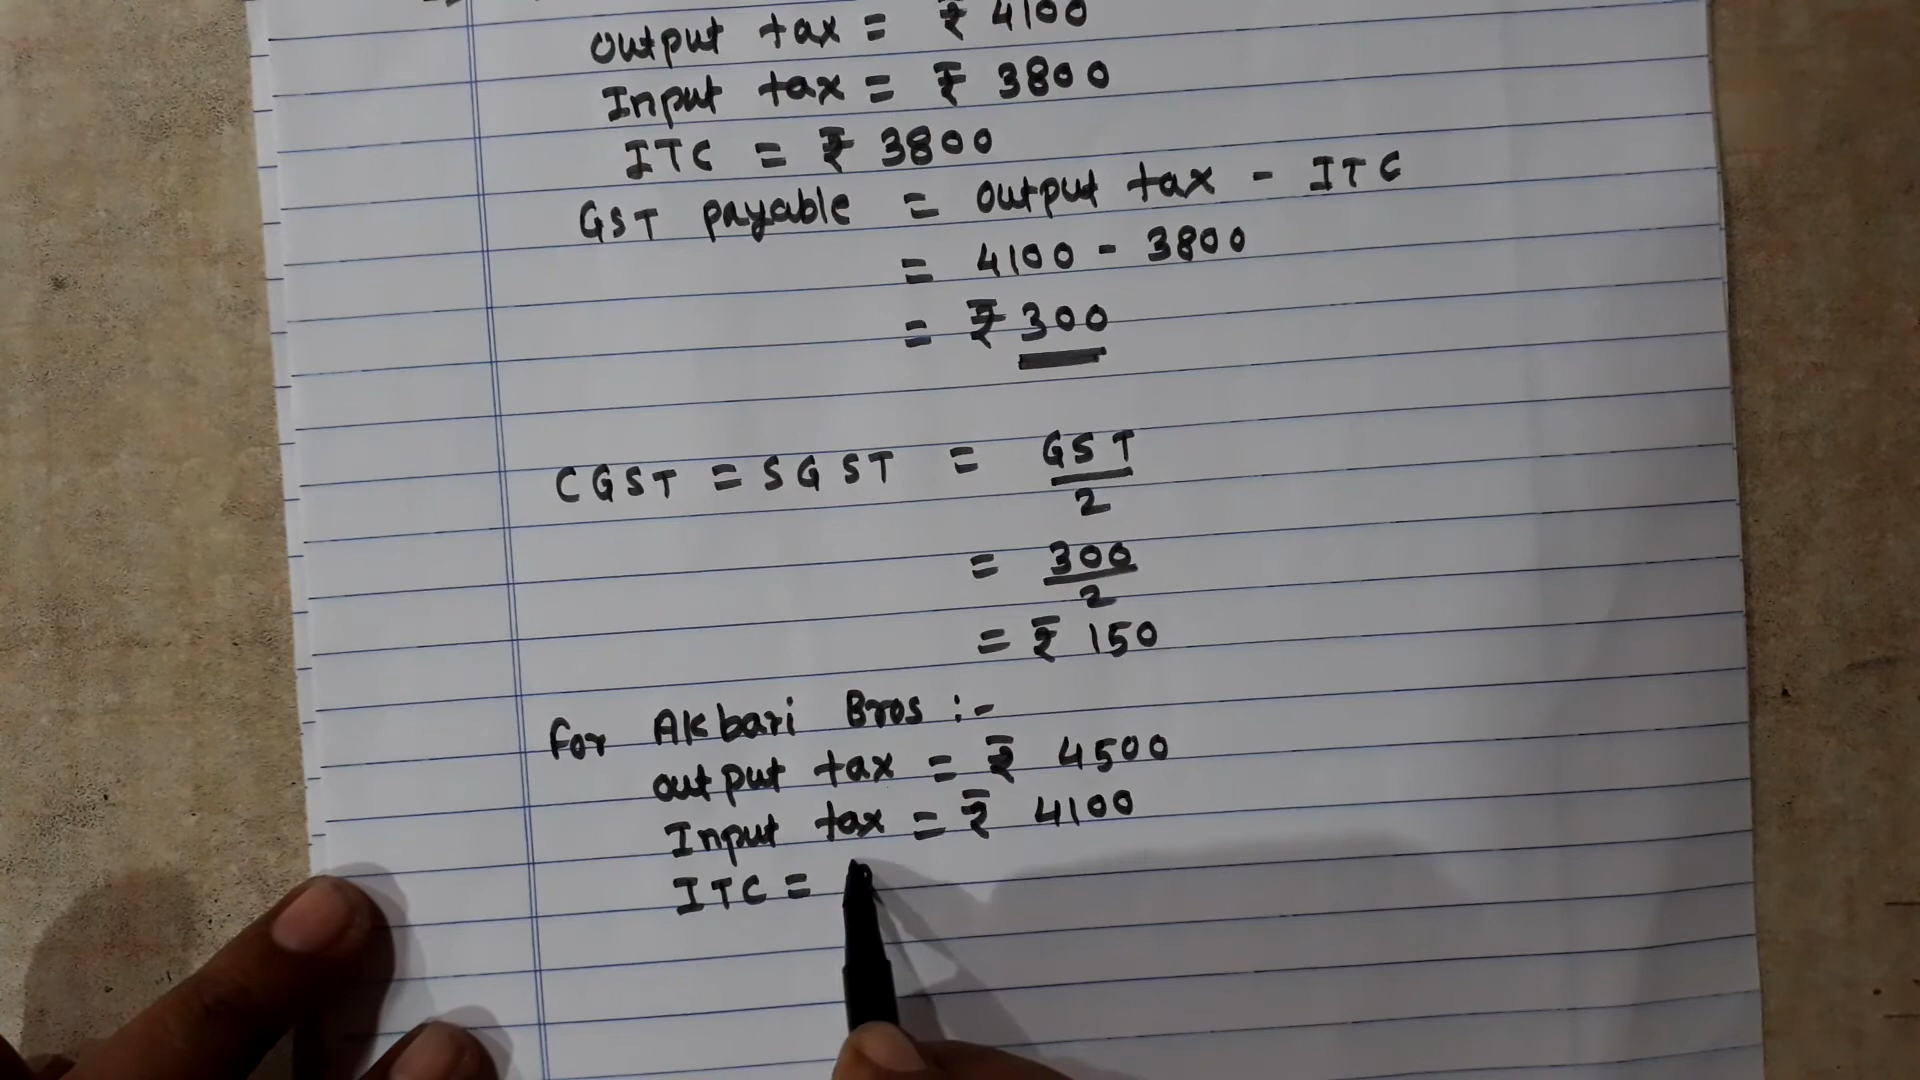 output tax = ₹ 4100
Input tax = ₹ 3800
ITC = ₹ 3800
GST payable = output tax - ITC
= 4100 - 3800
= ₹ 300
CGST = SGST = GST/2
= 300/2
= ₹ 150
For Akbari Bros :-
output tax = ₹ 4500
Input tax = ₹ 4100
ITC =